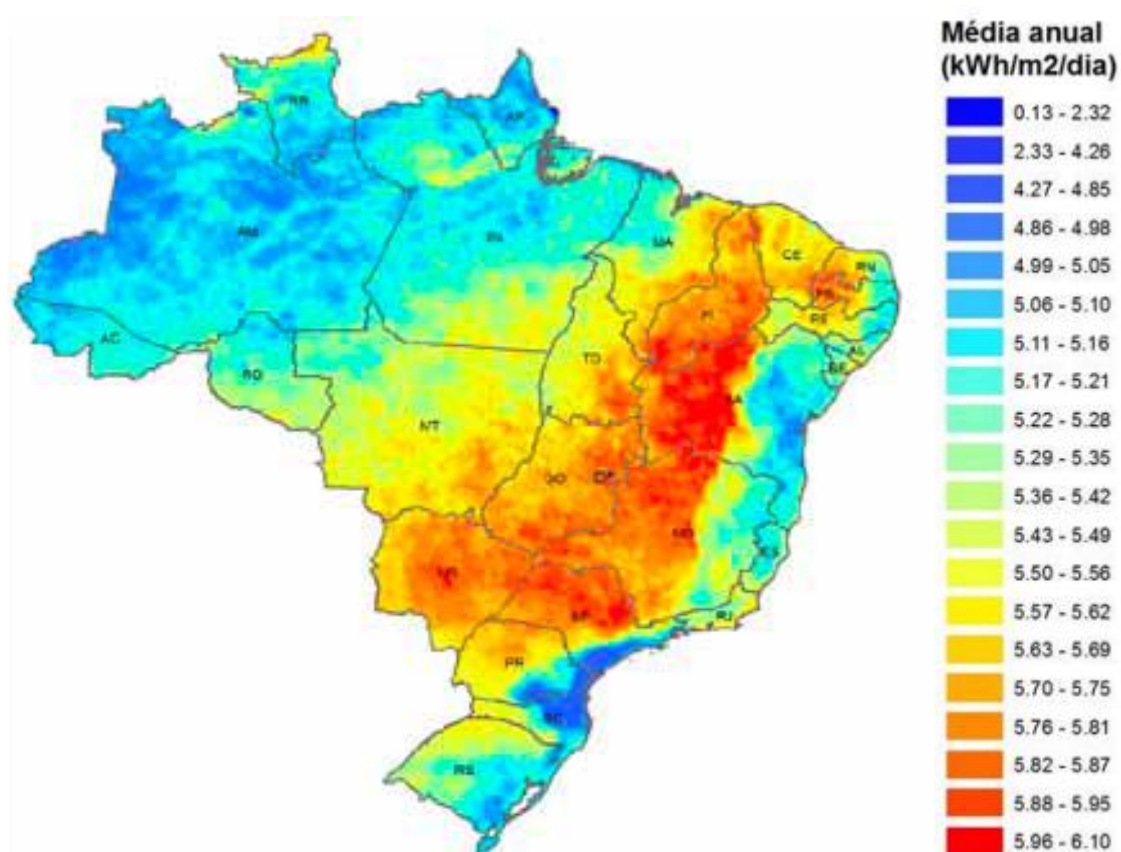 Média anual
(kWh/m2/dia)
0.13 - 2.32
2.33 - 4.26
4.27 - 4.85
4.86 - 4.98
4.99 - 5.05
5.06 - 5.10
5.11 - 5.16
5.17 - 5.21
5.22 - 5.28
5.29 - 5.35
5.36 - 5.42
5.43 - 5.49
5.50 - 5.56
5.57 - 5.62
5.63 - 5.69
5.70 - 5.75
5.76 - 5.81
5.82 - 5.87
5.88 - 5.95
5.96 - 6.10
RR
AP
AM
PA
MA
CE
RN
PB
PI
PE
AC
TO
AL
SE
RO
BA
MT
GO
DF
MG
ES
MS
SP
RJ
PR
SC
RS